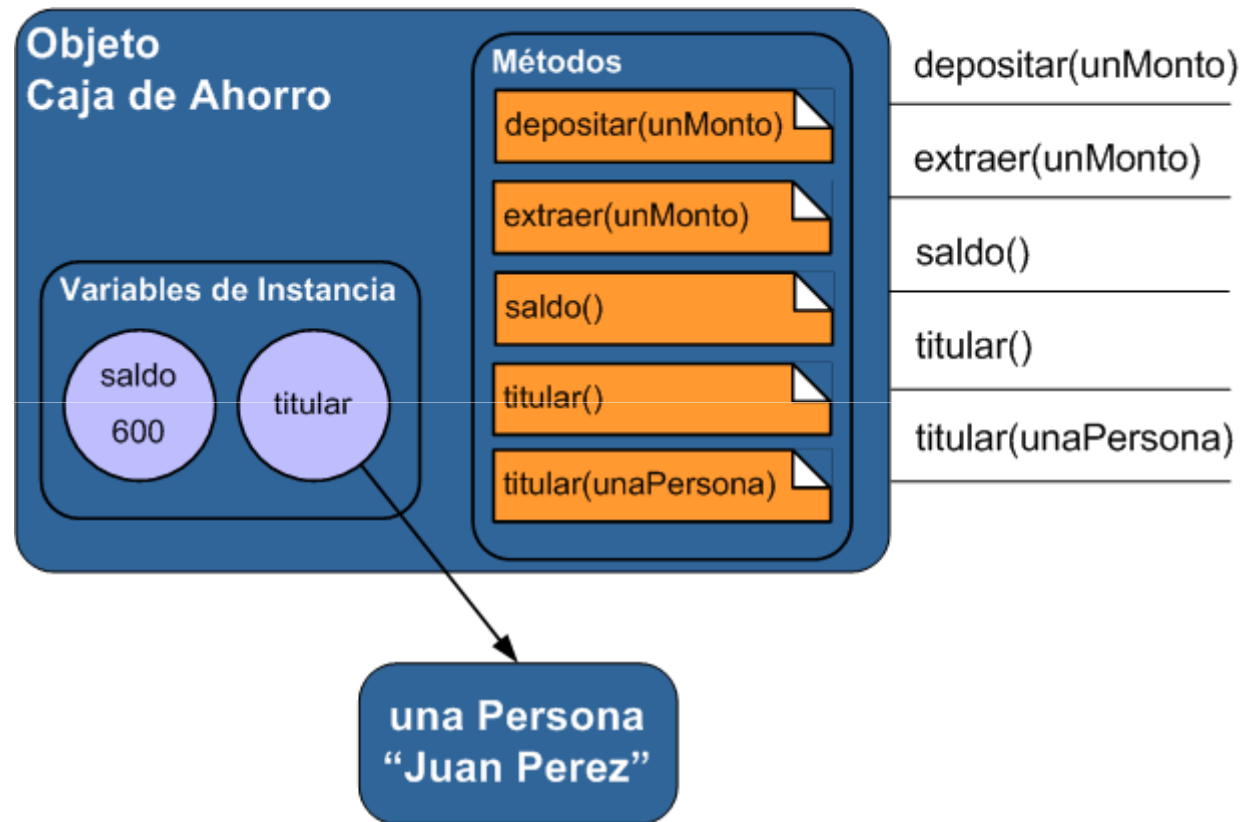 Objeto
Caja de Ahorro
Variables de Instancia
saldo
600
titular
Métodos
depositar(unMonto)
extraer(unMonto)
saldo()
titular()
titular(unaPersona)
depositar(unMonto)
extraer(unMonto)
saldo()
titular()
titular(unaPersona)
una Persona
“Juan Perez”